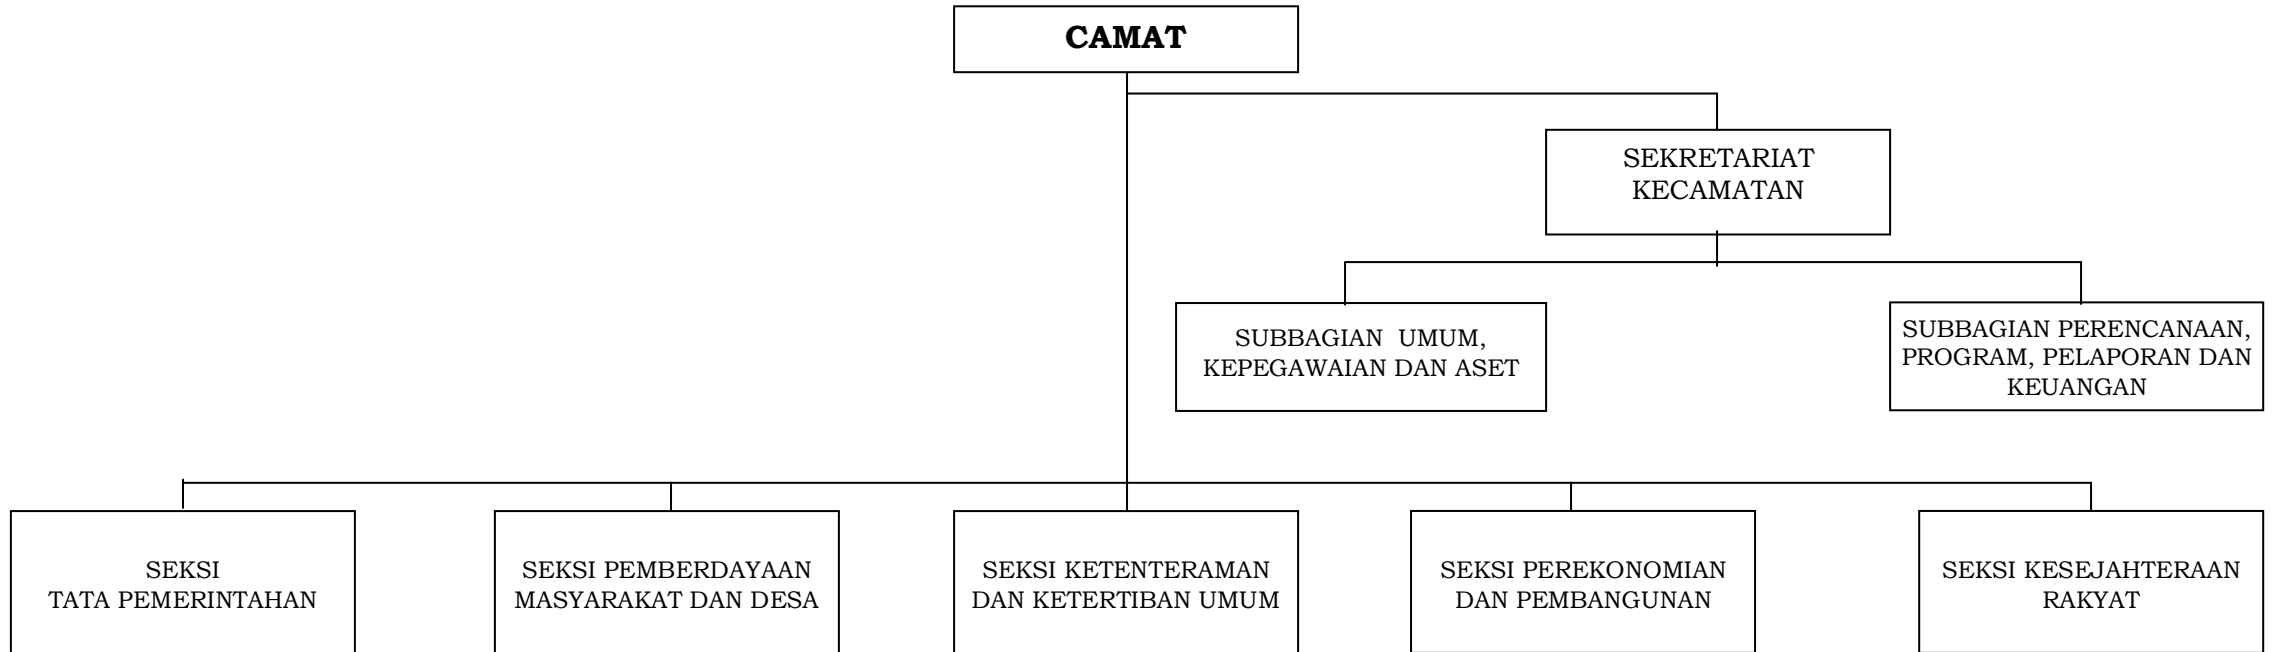 CAMAT
SEKRETARIAT
KECAMATAN
SUBBAGIAN  UMUM,
KEPEGAWAIAN DAN ASET
SUBBAGIAN PERENCANAAN,
PROGRAM, PELAPORAN DAN
KEUANGAN
SEKSI
TATA PEMERINTAHAN
SEKSI PEMBERDAYAAN
MASYARAKAT DAN DESA
SEKSI KETENTERAMAN
DAN KETERTIBAN UMUM
SEKSI PEREKONOMIAN
DAN PEMBANGUNAN
SEKSI KESEJAHTERAAN
RAKYAT